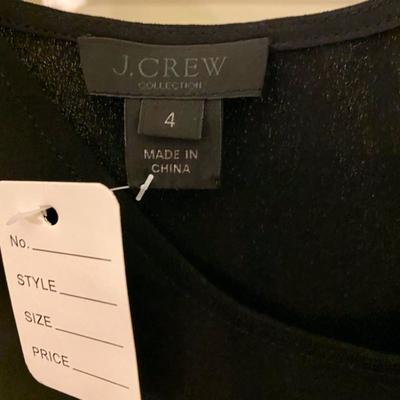 J.CREW
COLLECTION
4
MADE IN
CHINA
No.
STYLE
SIZE
PRICE